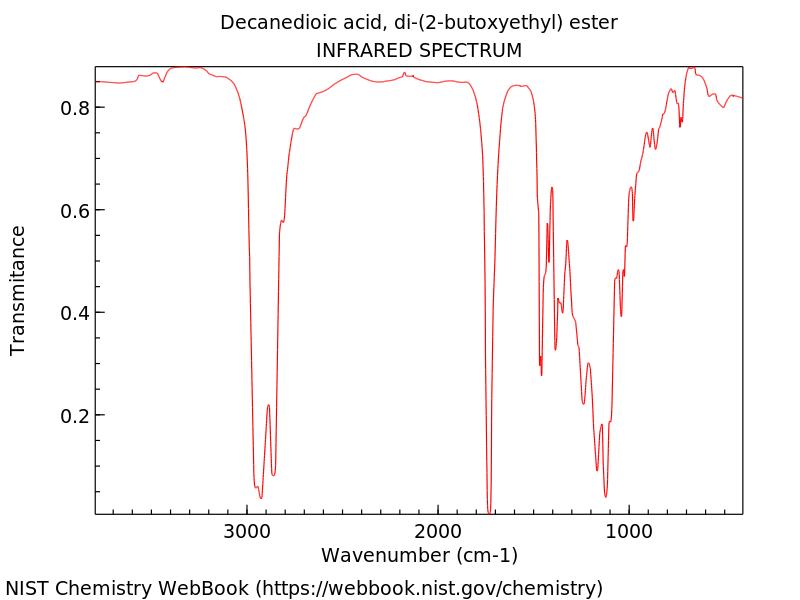 Decanedioic acid, di-(2-butoxyethyl) ester
INFRARED SPECTRUM
0.8
0.6
0.4
0.2
Transmitance
3000 2000 1000
Wavenumber (cm-1)
NIST Chemistry WebBook (https://webbook.nist.gov/chemistry)